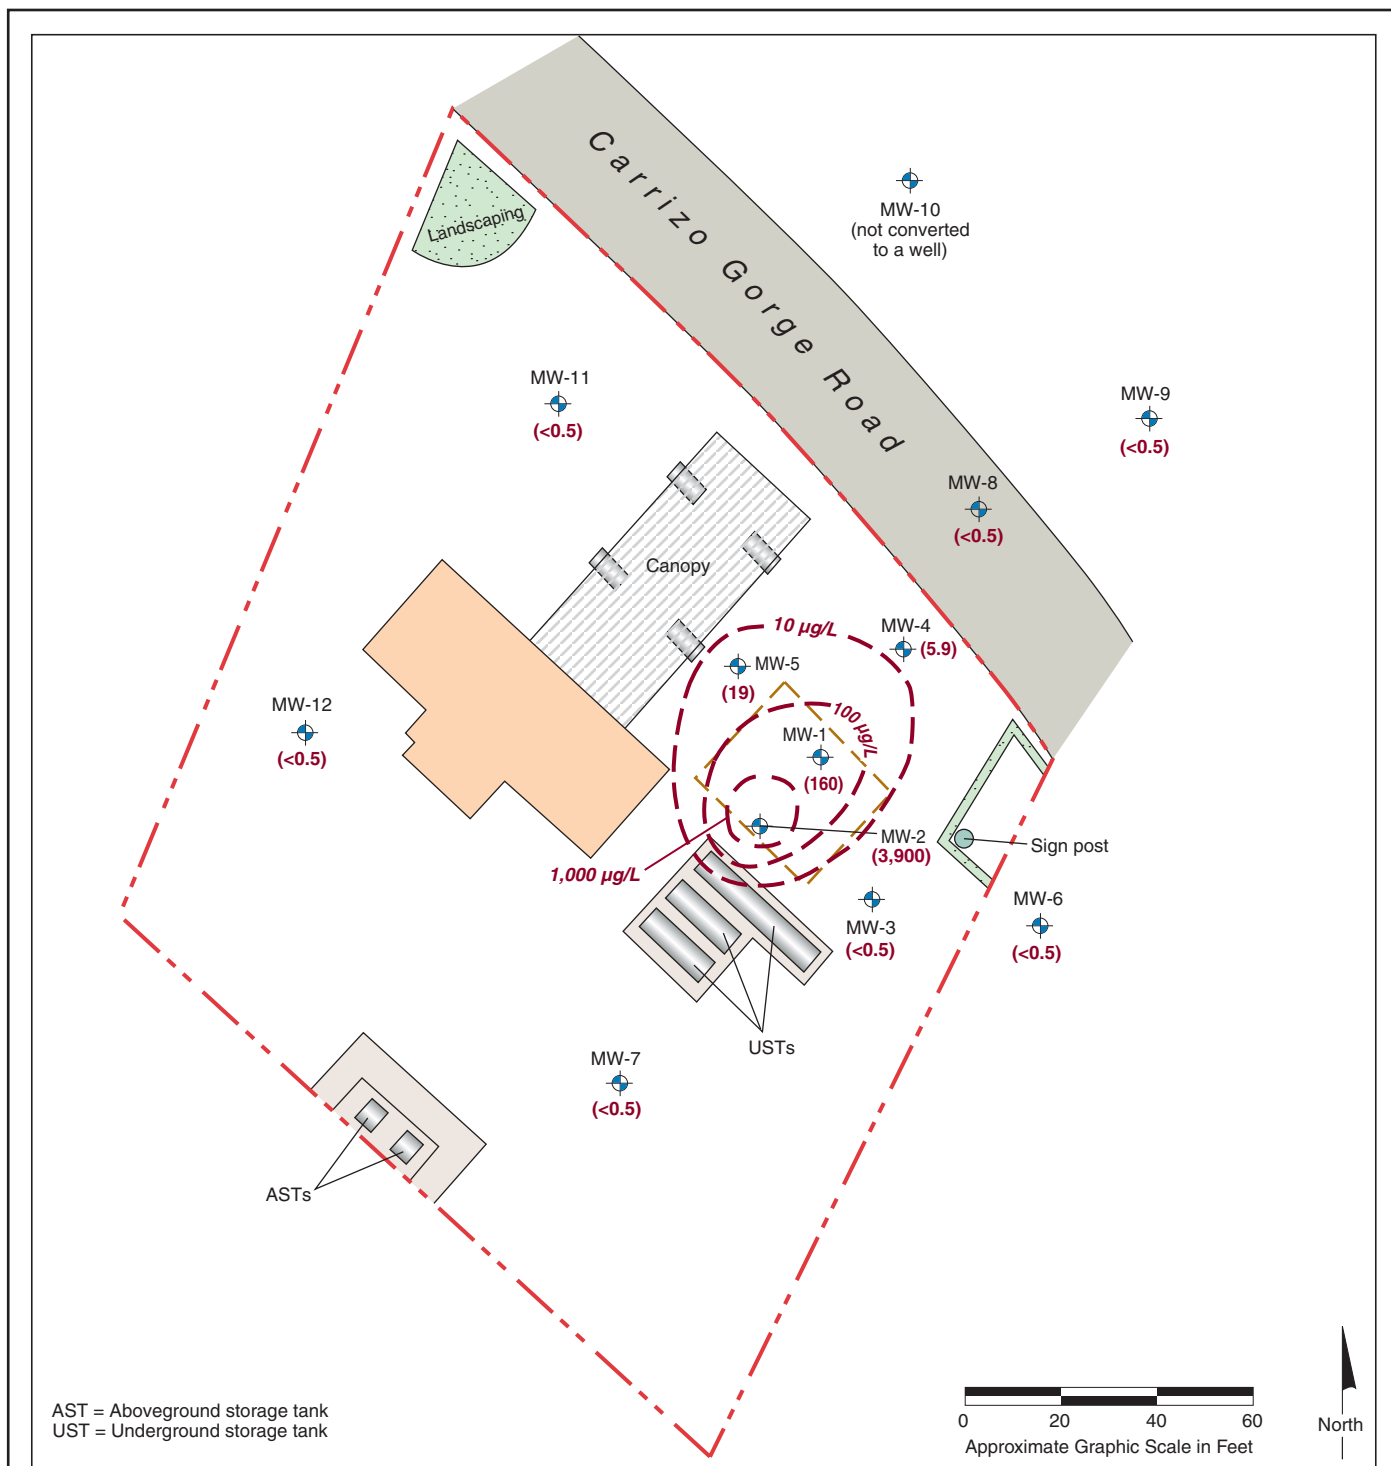 Carrizo Gorge Road
MW-10
(not converted
to a well)
Landscaping
MW-11
(<0.5)
MW-9
(<0.5)
MW-8
(<0.5)
Canopy
10 µg/L
MW-4
(5.9)
MW-5
(19)
100 µg/L
MW-1
(160)
MW-12
(<0.5)
MW-2
(3,900)
Sign post
1,000 µg/L
MW-3
(<0.5)
MW-6
(<0.5)
USTs
MW-7
(<0.5)
ASTs
AST = Aboveground storage tank
UST = Underground storage tank
0 20 40 60
Approximate Graphic Scale in Feet
North